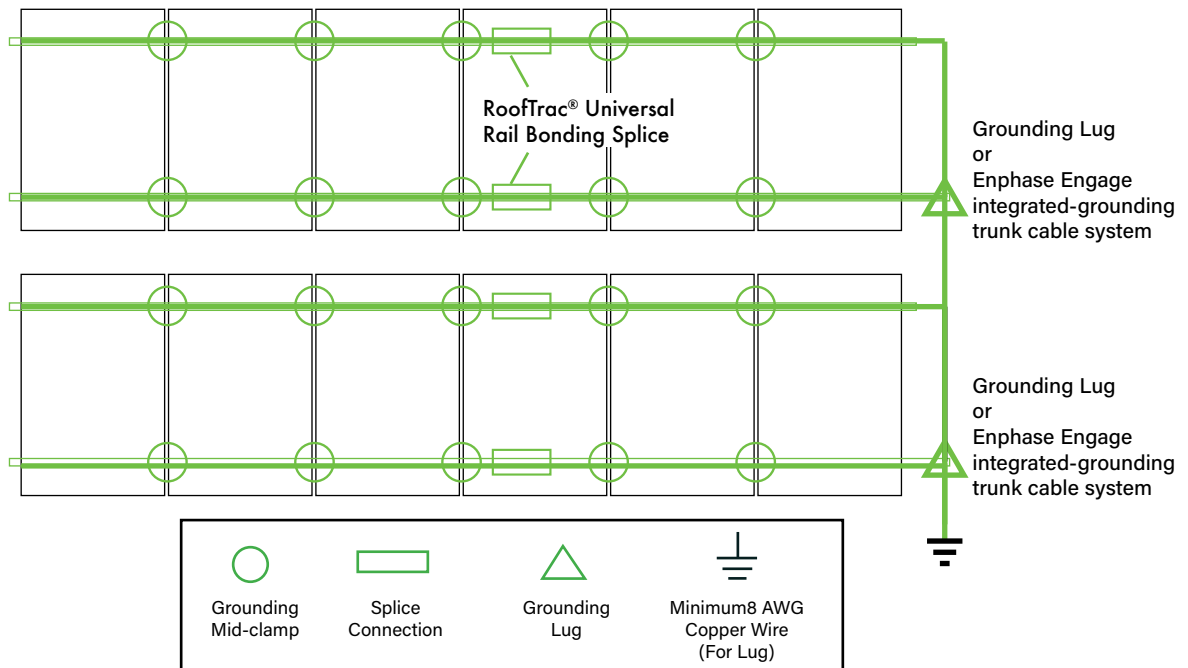 RoofTrac® Universal
Rail Bonding Splice
Grounding Lug
or
Enphase Engage
integrated-grounding
trunk cable system
Grounding Lug
or
Enphase Engage
integrated-grounding
trunk cable system
Grounding
Mid-clamp
Splice
Connection
Grounding
Lug
Minimum8 AWG
Copper Wire
(For Lug)